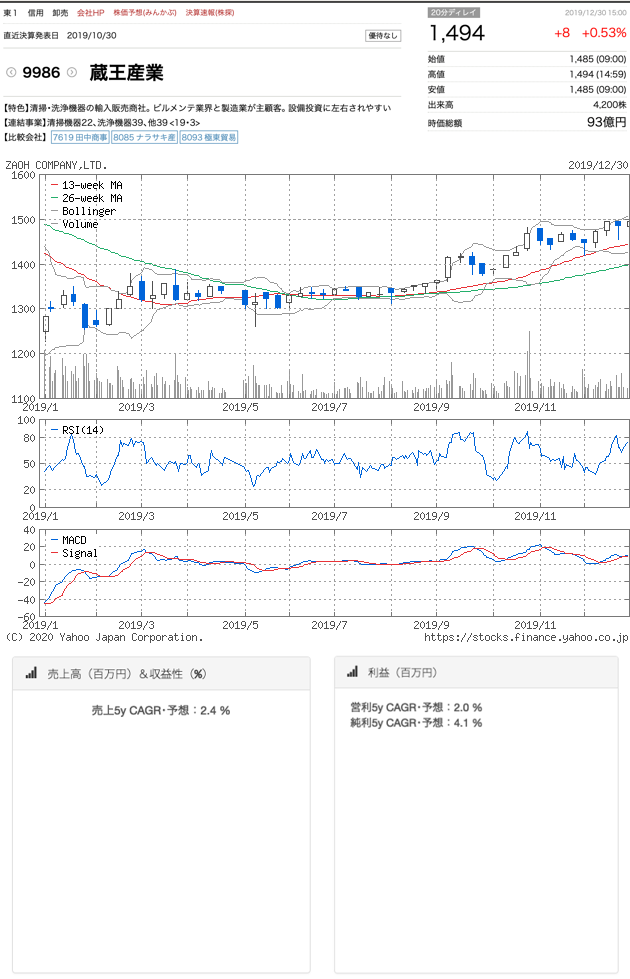 東1 信用 卸売 会社HP 株価予想(みんかぶ) 決算速報(株探)
直近決算発表日 2019/10/30 優待なし
9986 蔵王産業
【特色】清掃・洗浄機器の輸入販売商社。ビルメンテ業界と製造業が主顧客。設備投資に左右されやすい
【連結事業】清掃機器22、洗浄機器39、他39 <19・3>
【比較会社】 7619 田中商事 8085 ナラサキ産 8093 極東貿易
20分ディレイ 2019/12/30 15:00
1,494 +8 +0.53%
始値 1,485 (09:00)
高値 1,494 (14:59)
安値 1,485 (09:00)
出来高 4,200株
時価総額 93億円
ZAOH COMPANY,LTD. 2019/12/30
1600
13-week MA
26-week MA
Bollinger
Volume
1500
1400
1300
1200
1100
2019/1 2019/3 2019/5 2019/7 2019/9 2019/11
100
RSI(14)
80
50
20
0
2019/1 2019/3 2019/5 2019/7 2019/9 2019/11
40
MACD
20
Signal
0
-20
-40
-60
2019/1 2019/3 2019/5 2019/7 2019/9 2019/11
(C) 2020 Yahoo Japan Corporation. https://stocks.finance.yahoo.co.jp
売上高（百万円）＆収益性（%）
売上5y CAGR・予想：2.4 %
利益（百万円）
営利5y CAGR・予想：2.0 %
純利5y CAGR・予想：4.1 %